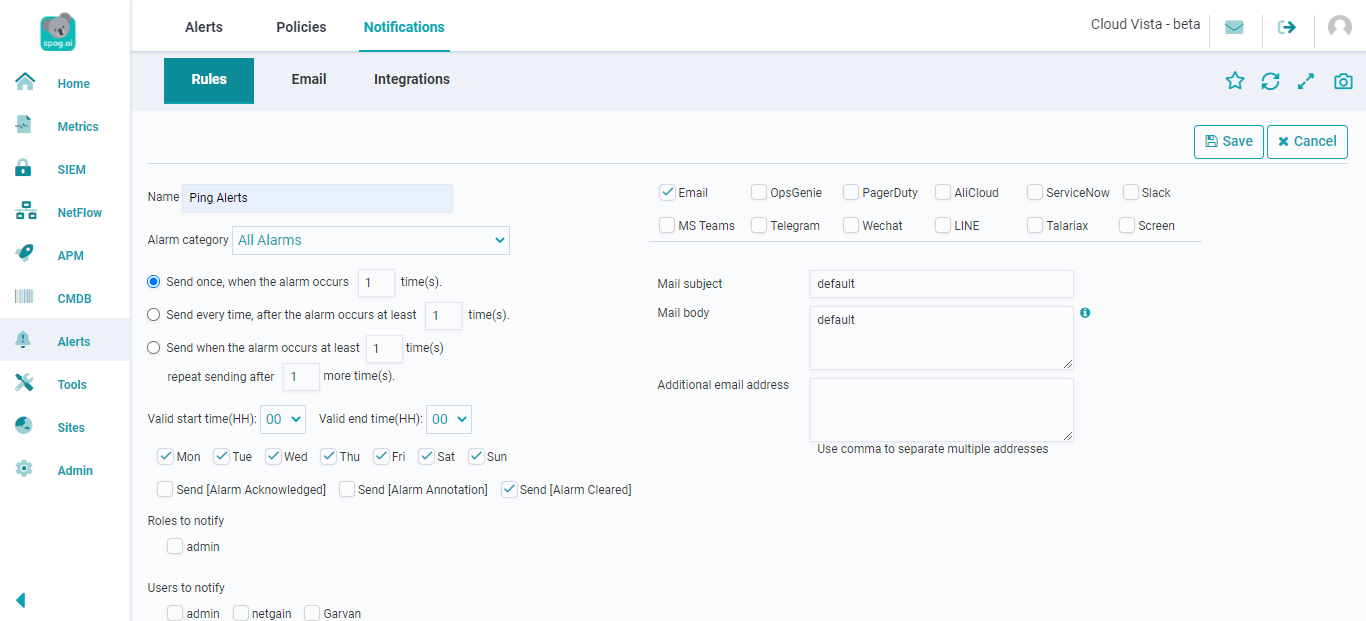 spog.ai
Home
Metrics
SIEM
NetFlow
APM
CMDB
Alerts
Tools
Sites
Admin
Alerts Policies Notifications
Cloud Vista - beta
Rules Email Integrations
Save Cancel
Name Ping Alerts
Alarm category All Alarms
Send once, when the alarm occurs 1 time(s).
Send every time, after the alarm occurs at least 1 time(s).
Send when the alarm occurs at least 1 time(s)
repeat sending after 1 more time(s).
Valid start time(HH): 00 Valid end time(HH): 00
Mon Tue Wed Thu Fri Sat Sun
Send [Alarm Acknowledged] Send [Alarm Annotation] Send [Alarm Cleared]
Roles to notify
admin
Users to notify
admin netgain Garvan
Email OpsGenie PagerDuty AliCloud ServiceNow Slack
MS Teams Telegram Wechat LINE Talariax Screen
Mail subject default
Mail body default
Additional email address
Use comma to separate multiple addresses